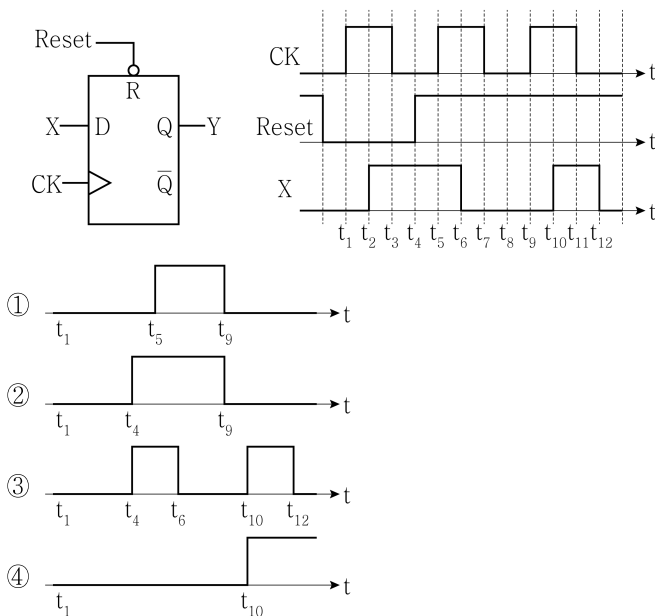 Reset
R
X D Q Y
CK Q̅
CK t
Reset t
X t
t₁ t₂ t₃ t₄ t₅ t₆ t₇ t₈ t₉ t₁₀ t₁₁ t₁₂
① t
t₁ t₅ t₉
② t
t₁ t₄ t₉
③ t
t₁ t₄ t₆ t₁₀ t₁₂
④ t
t₁ t₁₀